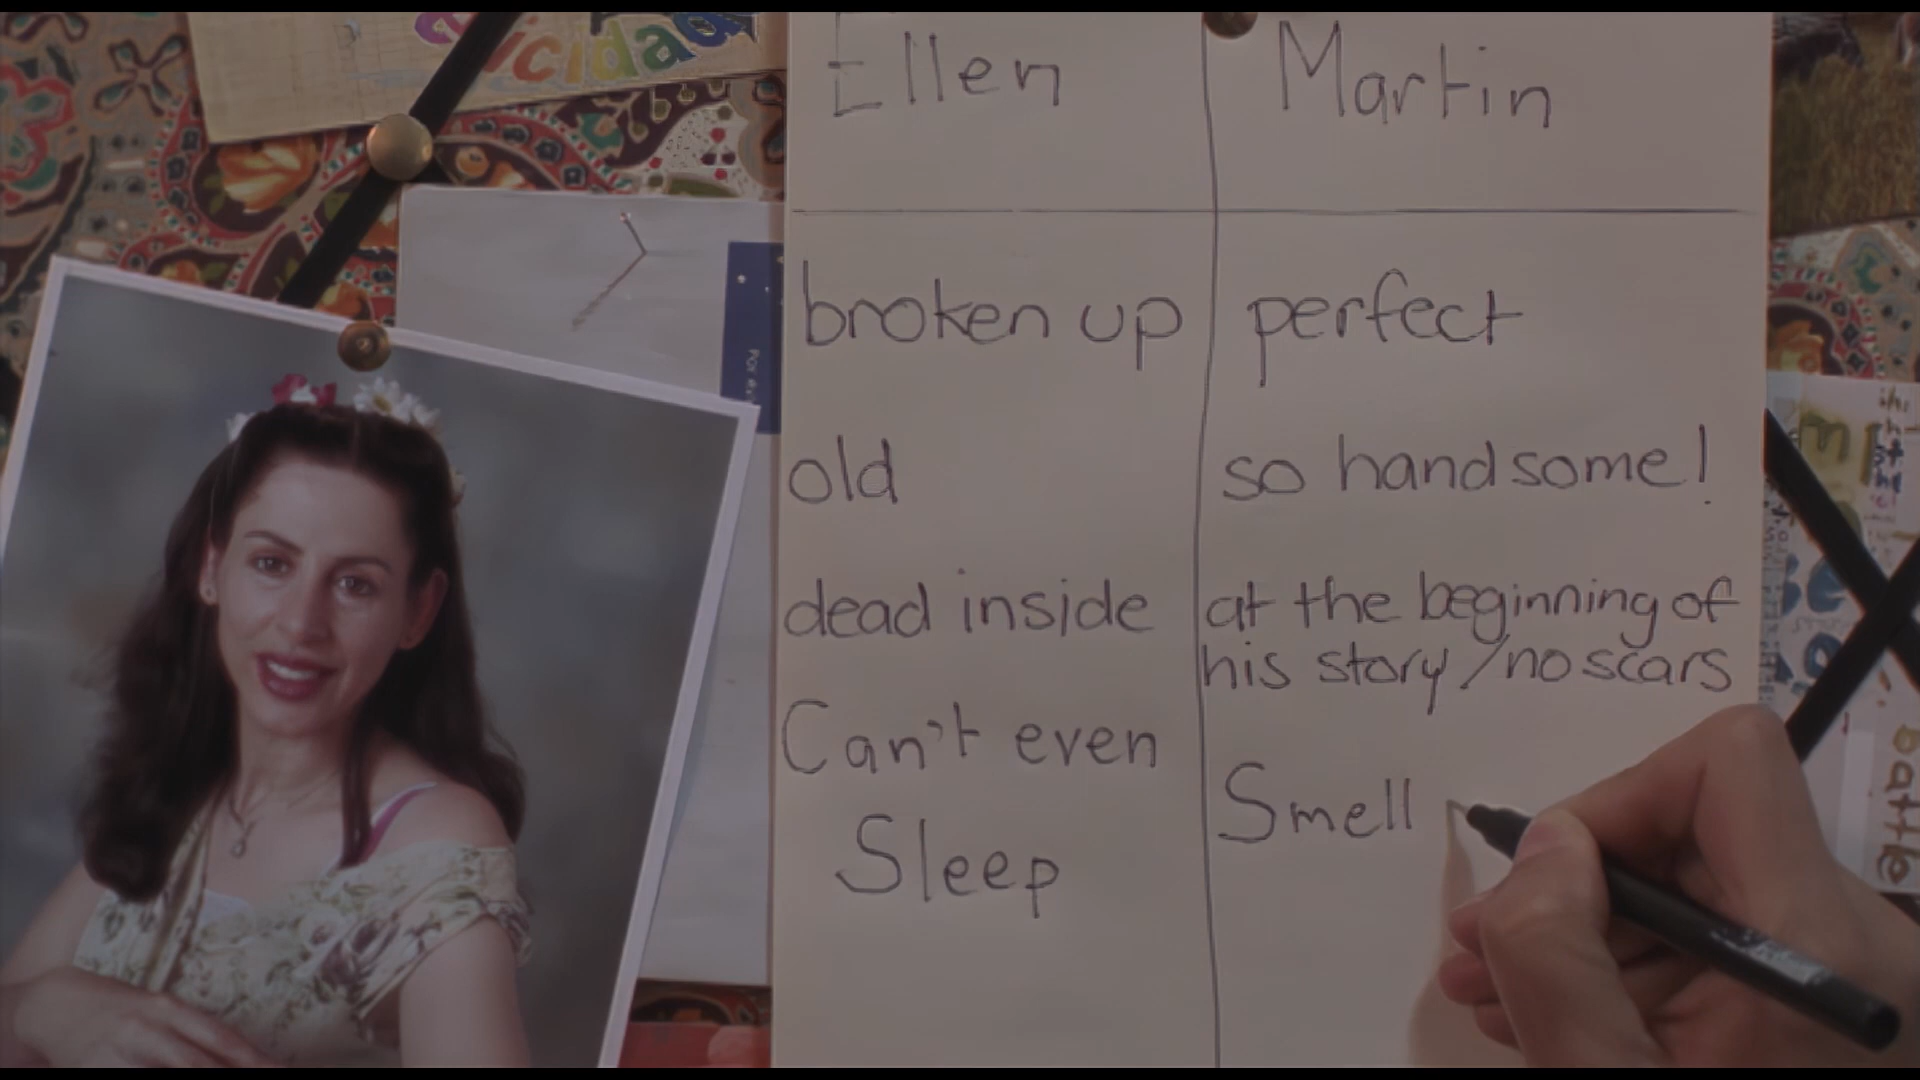 Ellen
Martin
broken up
perfect
old
so handsome!
dead inside
at the beginning of
his story/no scars
Can't even
Sleep
Smell
battle